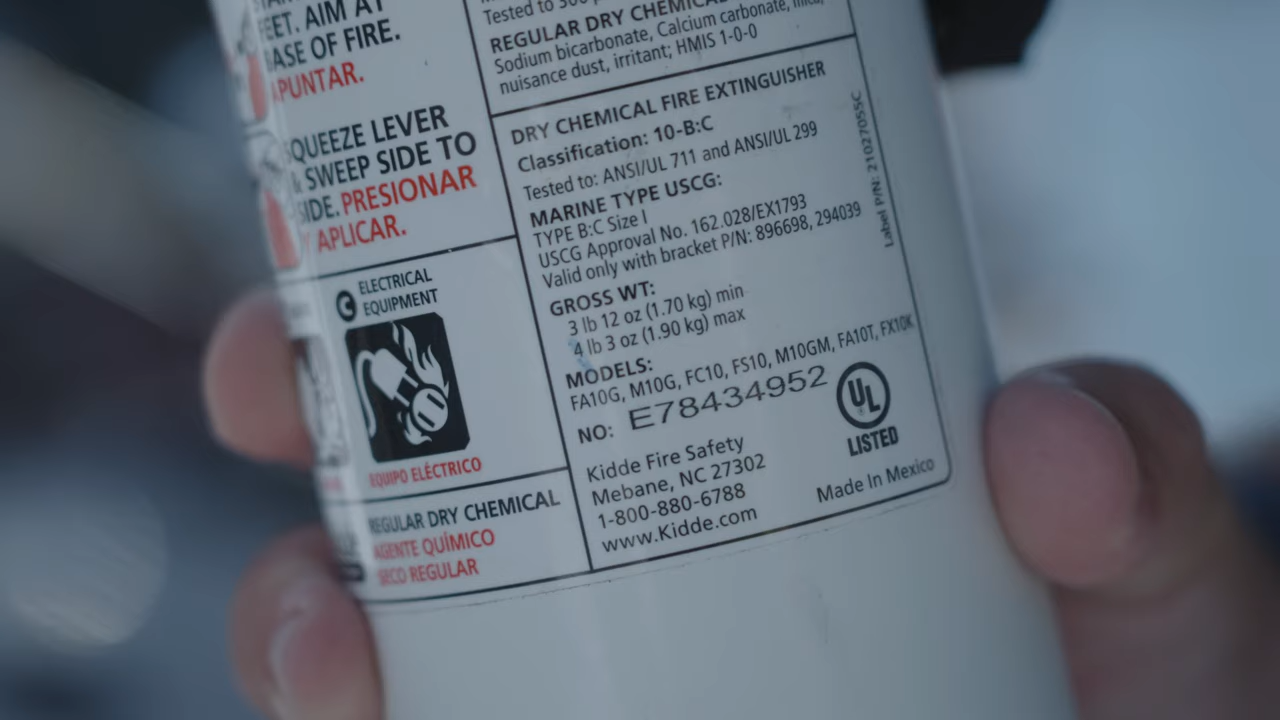 FEET. AIM AT
BASE OF FIRE.
APUNTAR.
SQUEEZE LEVER
& SWEEP SIDE TO
SIDE. PRESIONAR
Y APLICAR.
C ELECTRICAL
EQUIPMENT
EQUIPO ELÉCTRICO
REGULAR DRY CHEMICAL
AGENTE QUÍMICO
SECO REGULAR
Tested to 300
REGULAR DRY CHEMICAL
Sodium bicarbonate, Calcium carbonate, mica,
nuisance dust, irritant; HMIS 1-0-0
DRY CHEMICAL FIRE EXTINGUISHER
Classification: 10-B:C
Tested to: ANSI/UL 711 and ANSI/UL 299
MARINE TYPE USCG:
TYPE B:C Size I
USCG Approval No. 162.028/EX1793
Valid only with bracket P/N: 896698, 294039
GROSS WT:
3 lb 12 oz (1.70 kg) min
4 lb 3 oz (1.90 kg) max
MODELS:
FA10G, M10G, FC10, FS10, M10GM, FA10T, FX10K
NO: E78434952
Kidde Fire Safety
Mebane, NC 27302
1-800-880-6788
www.Kidde.com
UL
LISTED
Made In Mexico
Label P/N: 21027055C